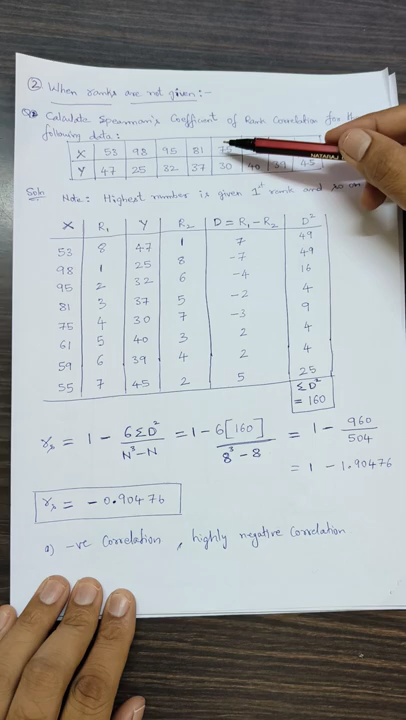 ② When ranks are not given:-
Q Calculate Spearman's Coefficient of Rank Correlation for
following data:
X 53 98 95 81 75
Y 47 25 32 37 30 40 39 45
NATARAJ
Soln Note: Highest number is given 1st rank and so on
X R₁ Y R₂ D = R₁ - R₂ D²
53 8 47 1 7 49
98 1 25 8 -7 49
95 2 32 6 -4 16
81 3 37 5 -2 4
75 4 30 7 -3 9
61 5 40 3 2 4
59 6 39 4 2 4
55 7 45 2 5 25
ΣD² = 160
rₛ = 1 - 6ΣD²/N³-N = 1 - 6[160]/8³-8 = 1 - 960/504
= 1 - 1.90476
rₛ = - 0.90476
a) -ve Correlation , highly negative Correlation